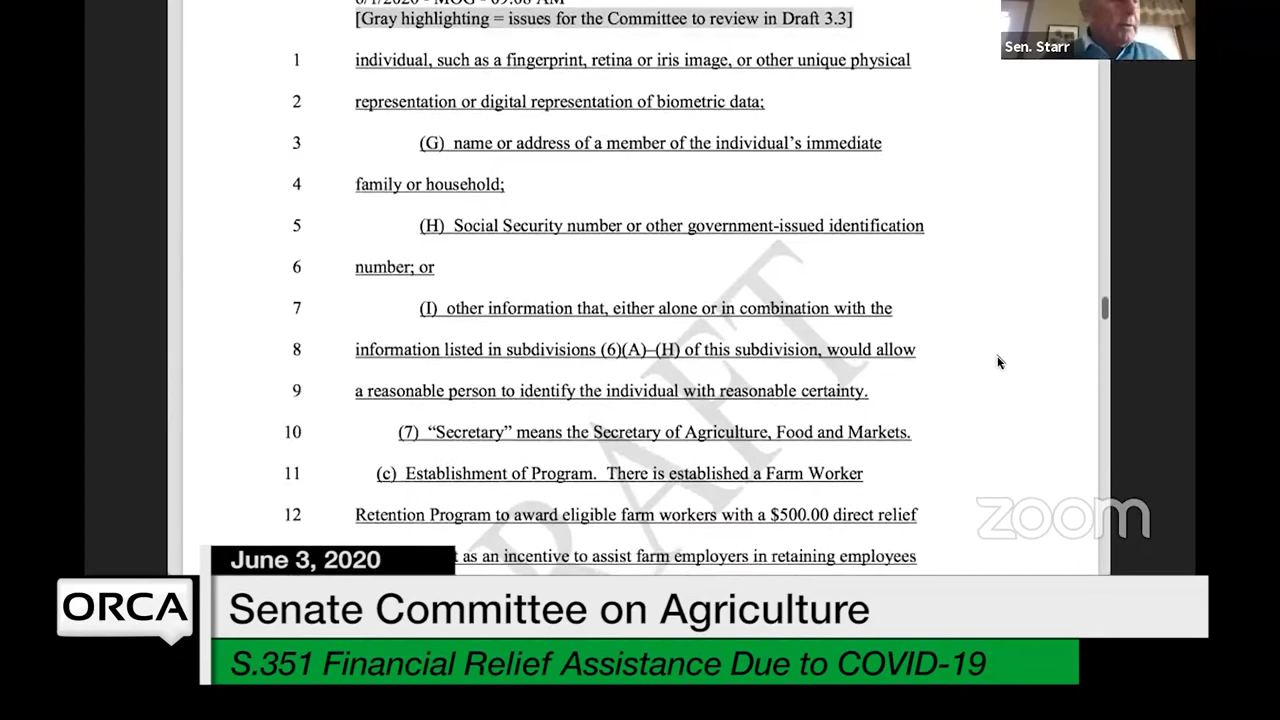 6/1/2020 - MOG - 09:08 AM
[Gray highlighting = issues for the Committee to review in Draft 3.3]
Sen. Starr
1 individual, such as a fingerprint, retina or iris image, or other unique physical
2 representation or digital representation of biometric data;
3 (G) name or address of a member of the individual’s immediate
4 family or household;
5 (H) Social Security number or other government-issued identification
6 number; or
7 (I) other information that, either alone or in combination with the
8 information listed in subdivisions (6)(A)–(H) of this subdivision, would allow
9 a reasonable person to identify the individual with reasonable certainty.
10 (7) “Secretary” means the Secretary of Agriculture, Food and Markets.
11 (c) Establishment of Program. There is established a Farm Worker
12 Retention Program to award eligible farm workers with a $500.00 direct relief
as an incentive to assist farm employers in retaining employees
DRAFT
zoom
June 3, 2020
ORCA
Senate Committee on Agriculture
S.351 Financial Relief Assistance Due to COVID-19